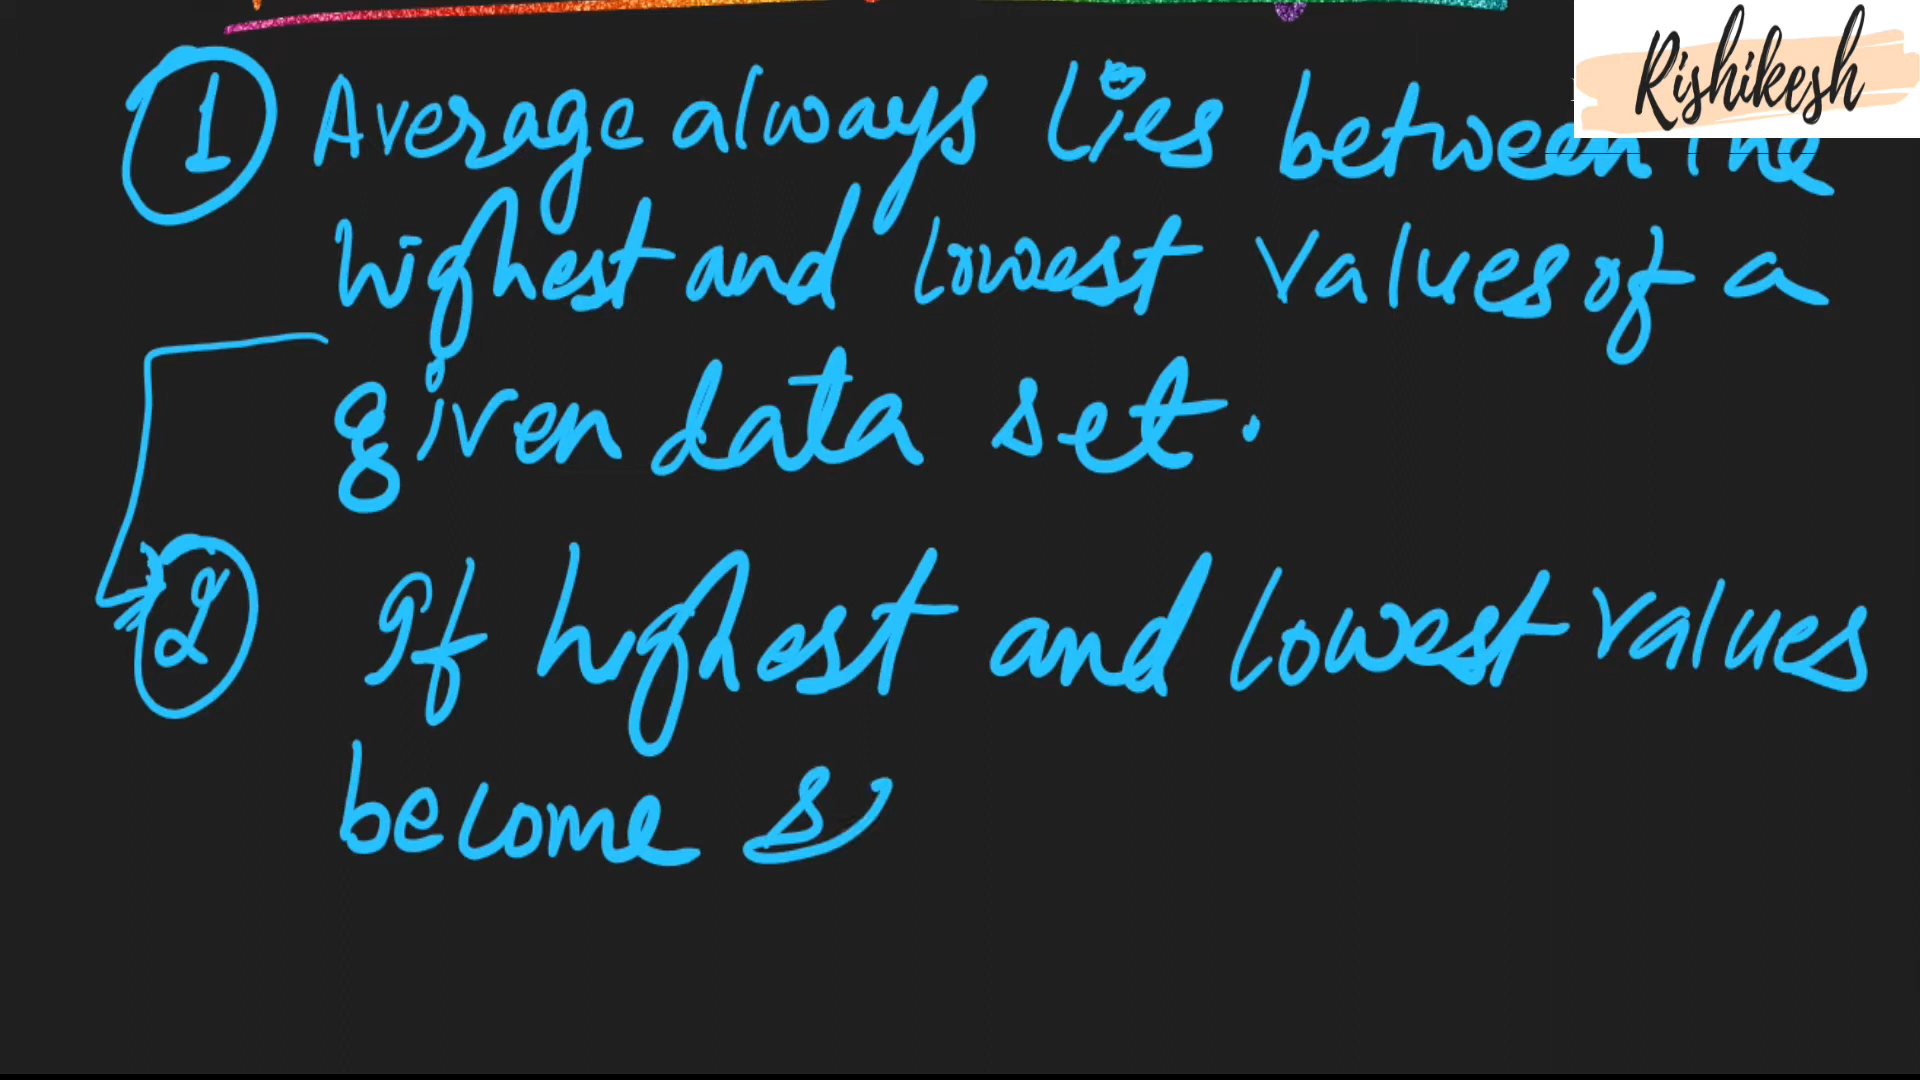 Rishikesh
1 Average always lies between the
highest and lowest values of a
given data set.
2 If highest and lowest values
become s